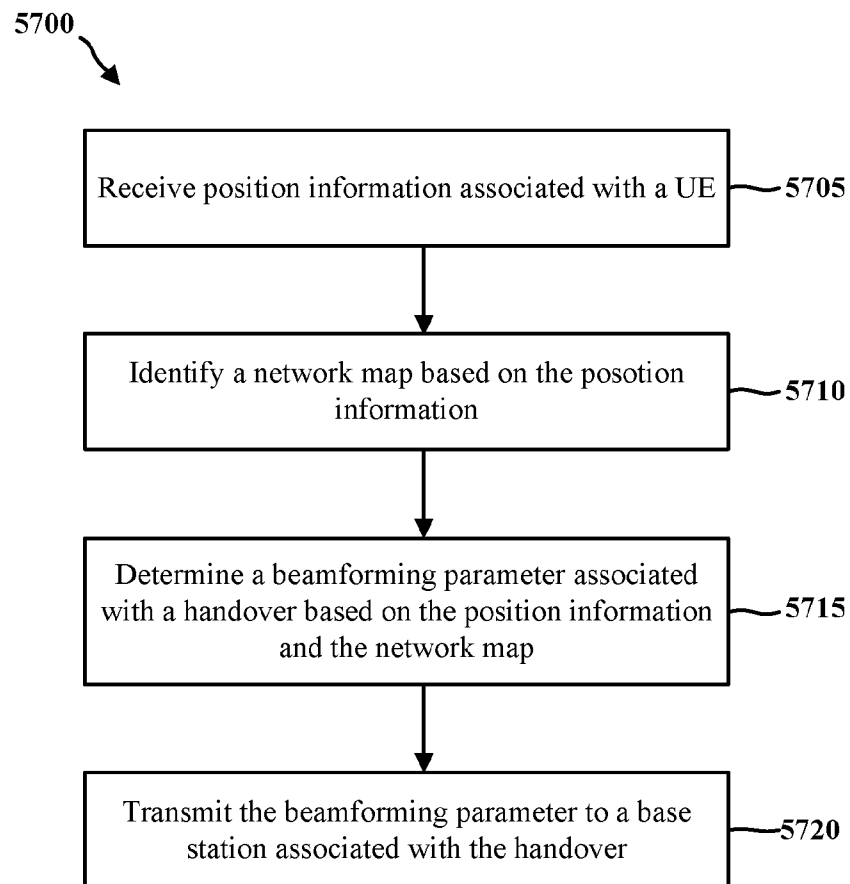 5700
Receive position information associated with a UE
5705
Identify a network map based on the posotion
information
5710
Determine a beamforming parameter associated
with a handover based on the position information
and the network map
5715
Transmit the beamforming parameter to a base
station associated with the handover
5720